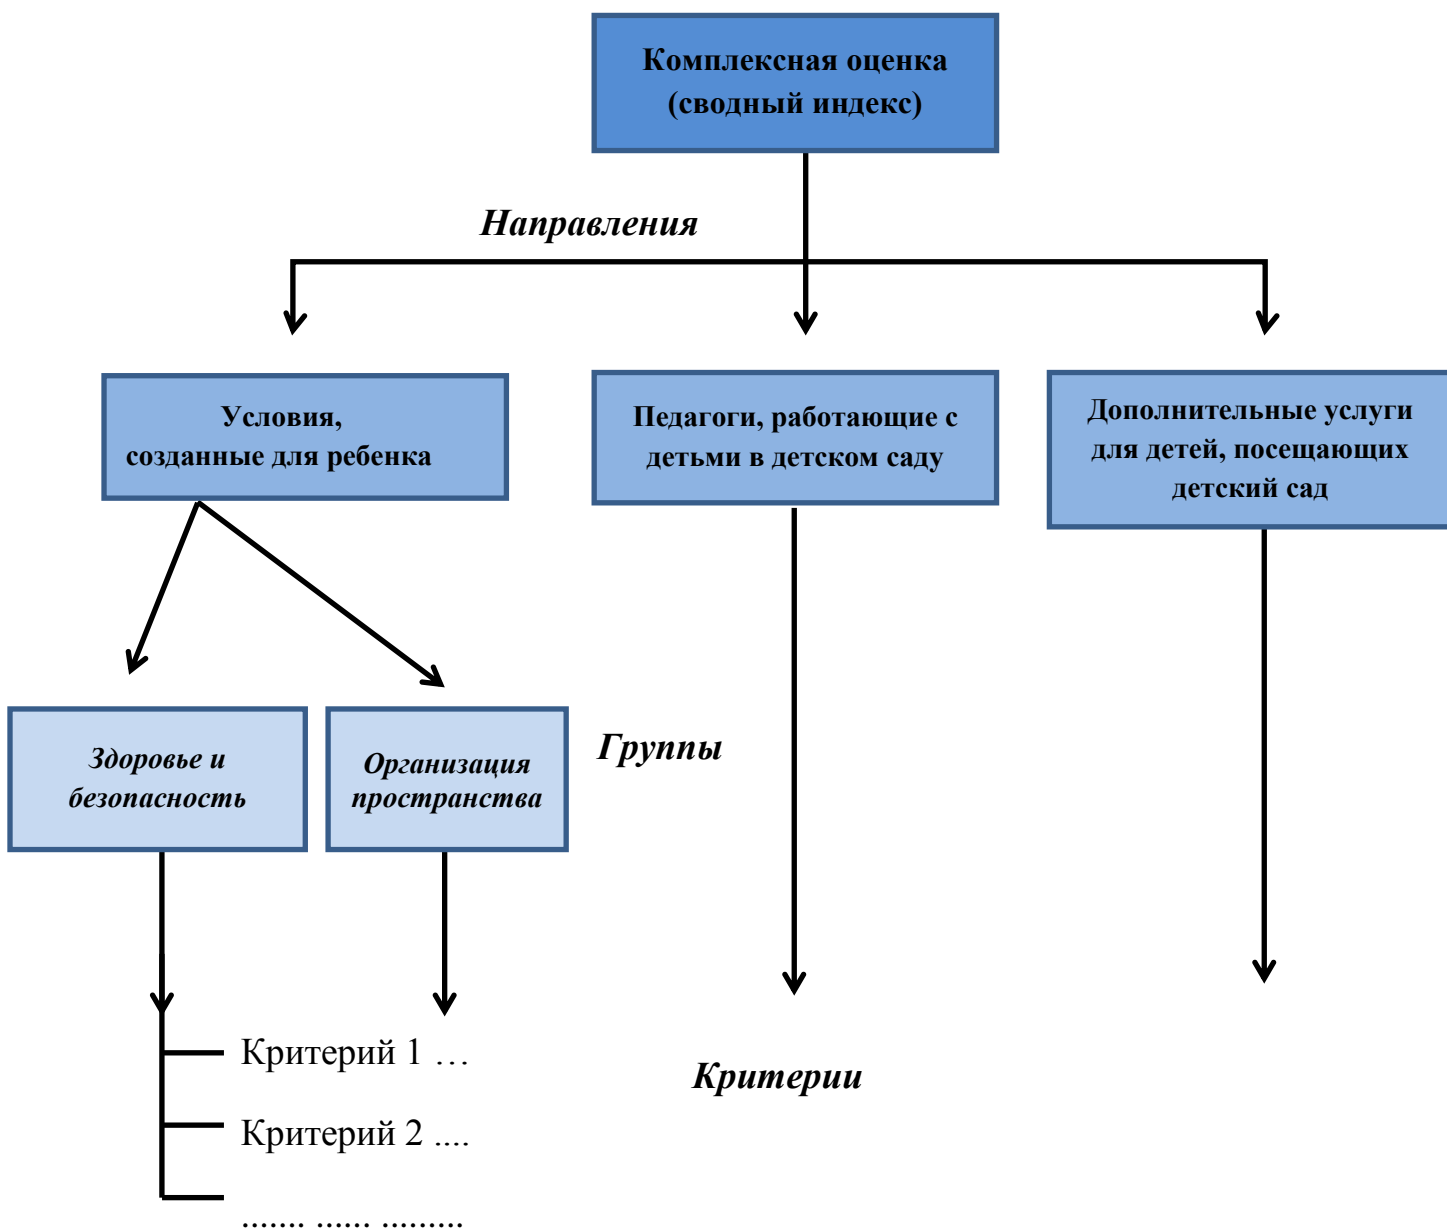 Комплексная оценка
(сводный индекс)
Направления
Условия,
созданные для ребенка
Педагоги, работающие с
детьми в детском саду
Дополнительные услуги
для детей, посещающих
детский сад
Здоровье и
безопасность
Организация
пространства
Группы
Критерий 1 …
Критерии
Критерий 2 ....
....... ...... .........